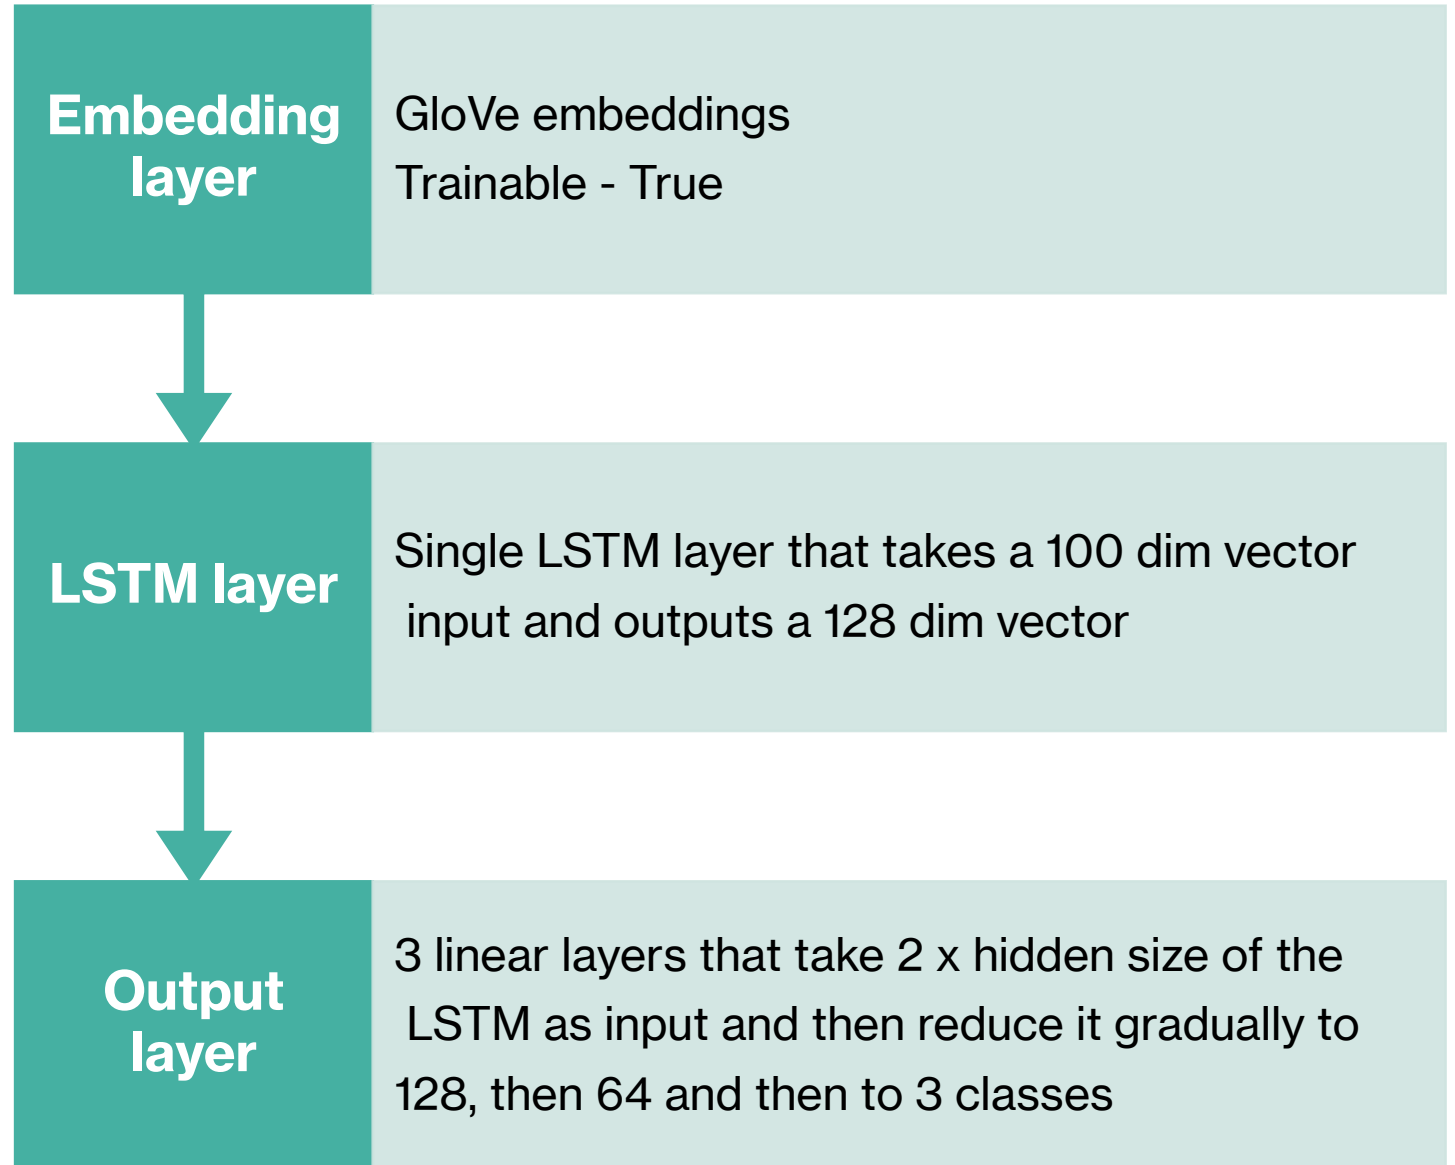 Embedding
layer
GloVe embeddings
Trainable - True
LSTM layer
Single LSTM layer that takes a 100 dim vector
input and outputs a 128 dim vector
Output
layer
3 linear layers that take 2 x hidden size of the
LSTM as input and then reduce it gradually to
128, then 64 and then to 3 classes